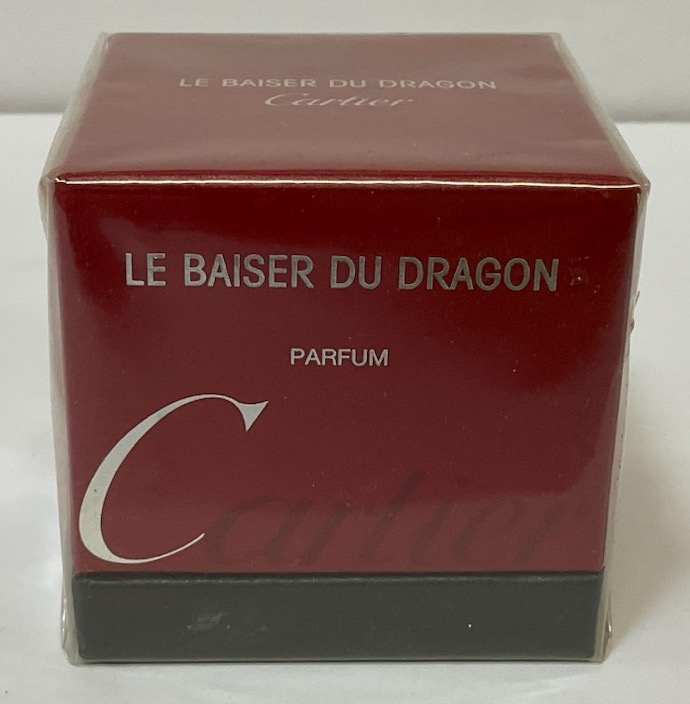 LE BAISER DU DRAGON
Cartier
LE BAISER DU DRAGON
PARFUM
Cartier